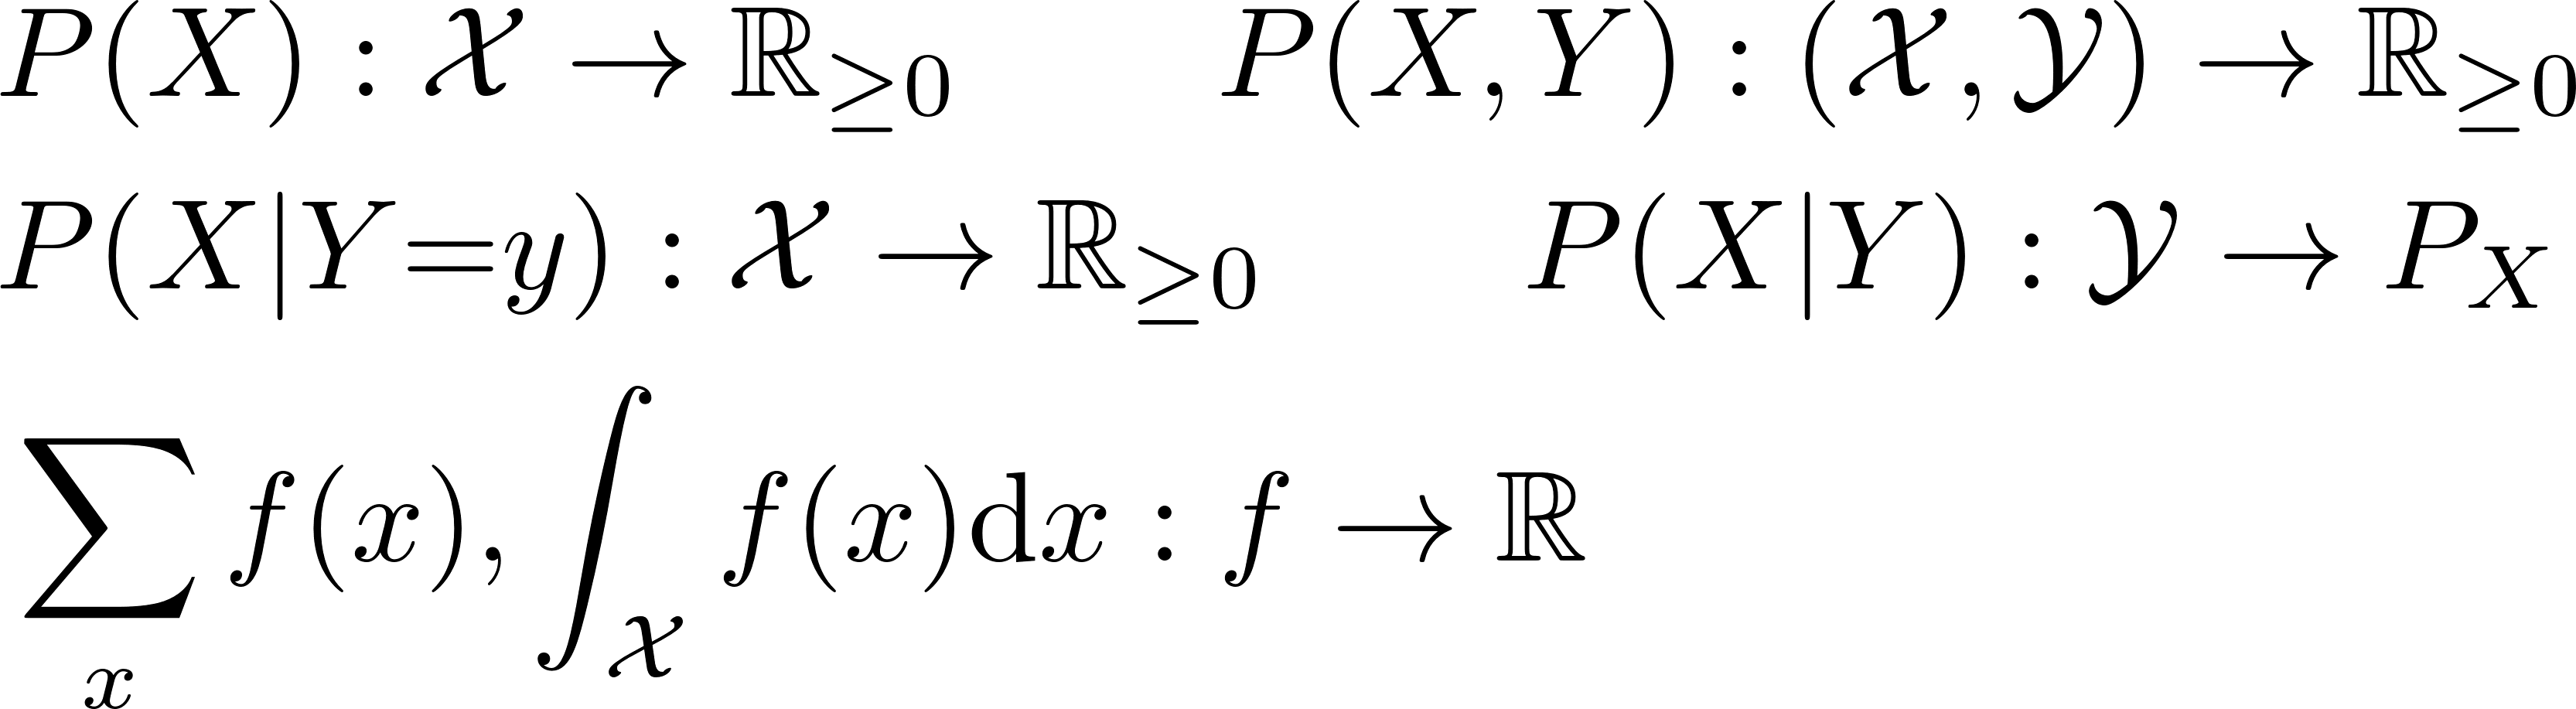 P(X) : 𝒳 → ℝ≥0 P(X, Y) : (𝒳, 𝒴) → ℝ≥0
P(X|Y=y) : 𝒳 → ℝ≥0 P(X|Y) : 𝒴 → P_X
∑_x f(x), ∫_𝒳 f(x)dx : f → ℝ